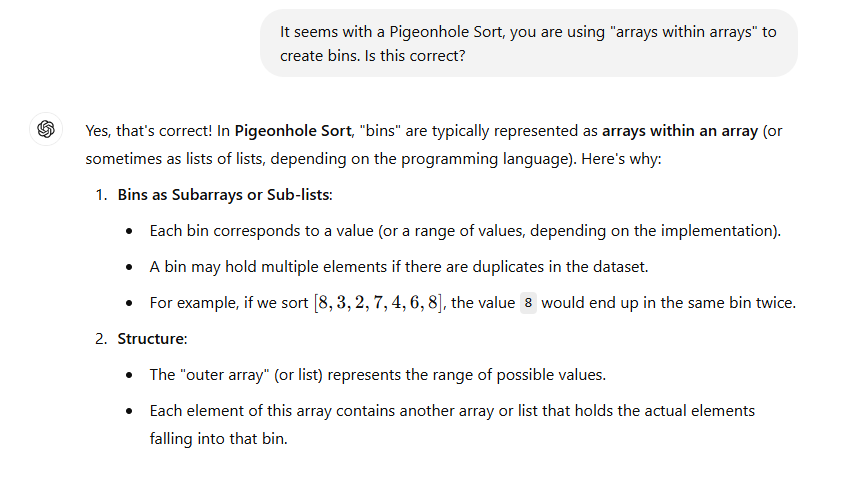 It seems with a Pigeonhole Sort, you are using "arrays within arrays" to
create bins. Is this correct?
Yes, that's correct! In Pigeonhole Sort, "bins" are typically represented as arrays within an array (or
sometimes as lists of lists, depending on the programming language). Here's why:
1. Bins as Subarrays or Sub-lists:
• Each bin corresponds to a value (or a range of values, depending on the implementation).
• A bin may hold multiple elements if there are duplicates in the dataset.
• For example, if we sort [8, 3, 2, 7, 4, 6, 8], the value 8 would end up in the same bin twice.
2. Structure:
• The "outer array" (or list) represents the range of possible values.
• Each element of this array contains another array or list that holds the actual elements
falling into that bin.